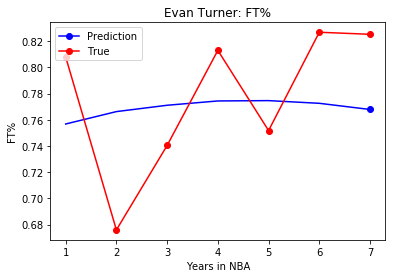 Evan Turner: FT%
Prediction
True
FT%
0.82
0.80
0.78
0.76
0.74
0.72
0.70
0.68
1 2 3 4 5 6 7
Years in NBA